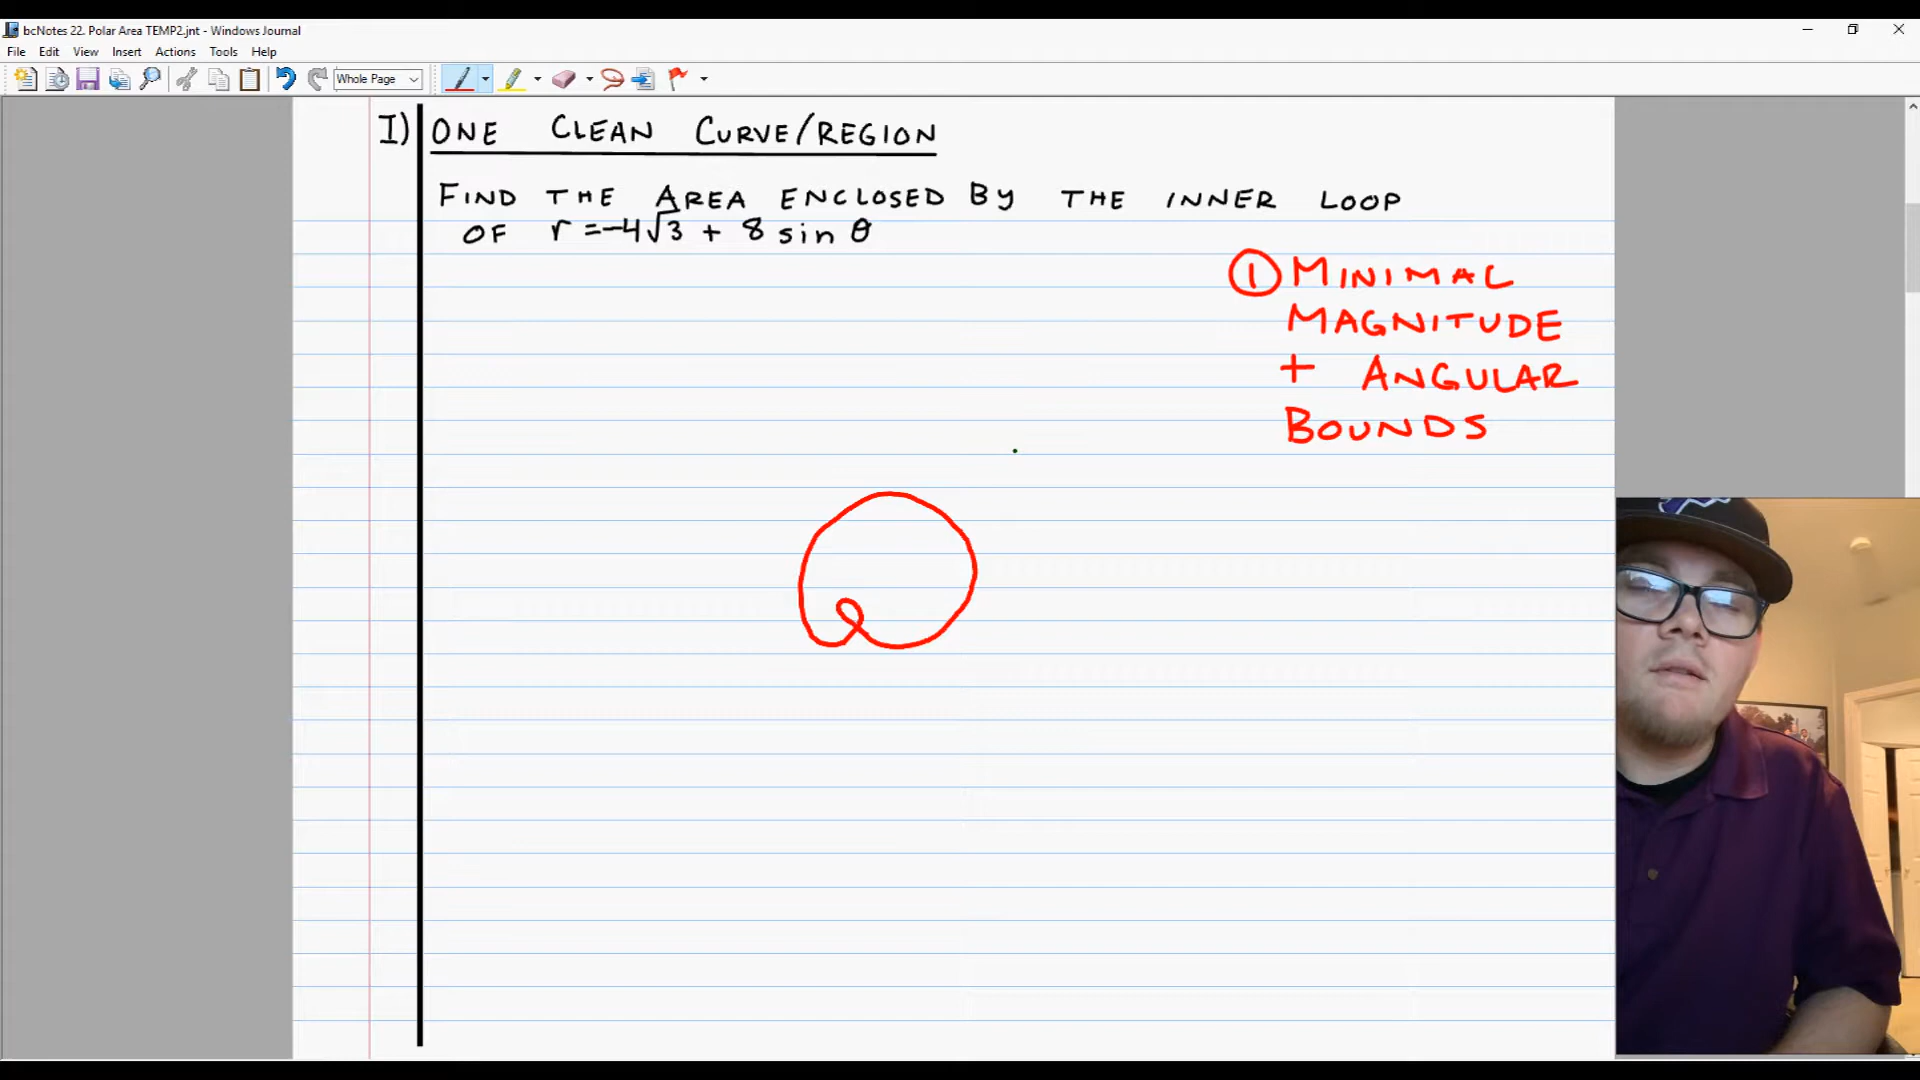 bcNotes 22. Polar Area TEMP2.jnt - Windows Journal
File Edit View Insert Actions Tools Help
Whole Page
I) ONE CLEAN CURVE/REGION
FIND THE AREA ENCLOSED BY THE INNER LOOP
OF r = -4√3 + 8 sin θ
① MINIMAL
MAGNITUDE
+ ANGULAR
BOUNDS